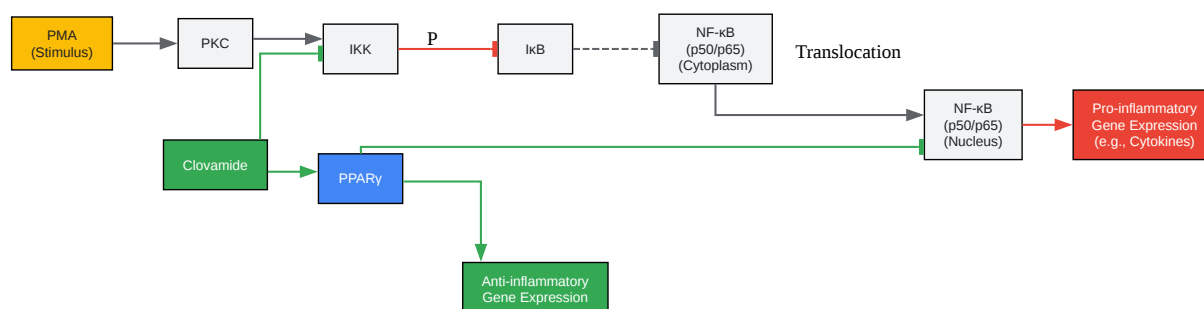 PMA
(Stimulus)
PKC
IKK
P
IκB
NF-κB
(p50/p65)
(Cytoplasm)
Translocation
NF-κB
(p50/p65)
(Nucleus)
Pro-inflammatory
Gene Expression
(e.g., Cytokines)
Clovamide
PPARγ
Anti-inflammatory
Gene Expression